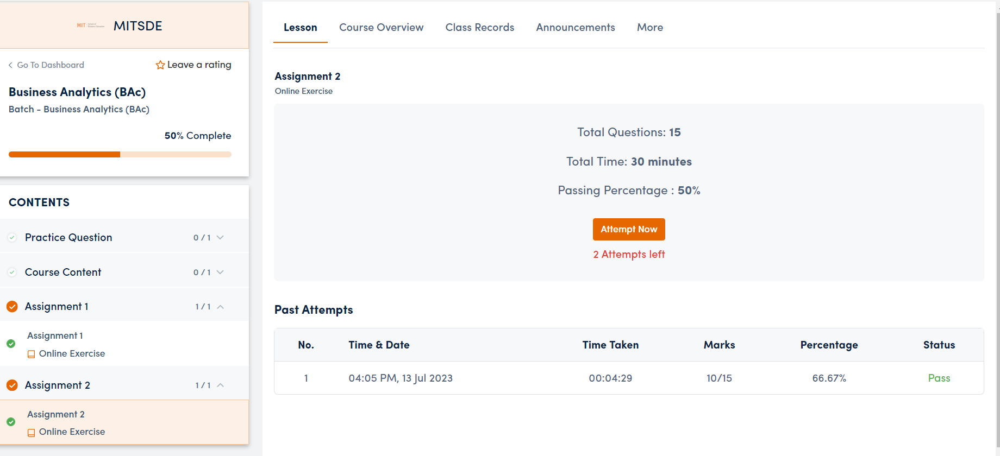 MIT
MITSDE
Go To Dashboard
Leave a rating
Business Analytics (BAc)
Batch - Business Analytics (BAc)
50% Complete
CONTENTS
Practice Question 0 / 1
Course Content 0 / 1
Assignment 1 1 / 1
Assignment 1
Online Exercise
Assignment 2 1 / 1
Assignment 2
Online Exercise
Lesson Course Overview Class Records Announcements More
Assignment 2
Online Exercise
Total Questions: 15
Total Time: 30 minutes
Passing Percentage : 50%
Attempt Now
2 Attempts left
Past Attempts
No. Time & Date Time Taken Marks Percentage Status
1 04:05 PM, 13 Jul 2023 00:04:29 10/15 66.67% Pass